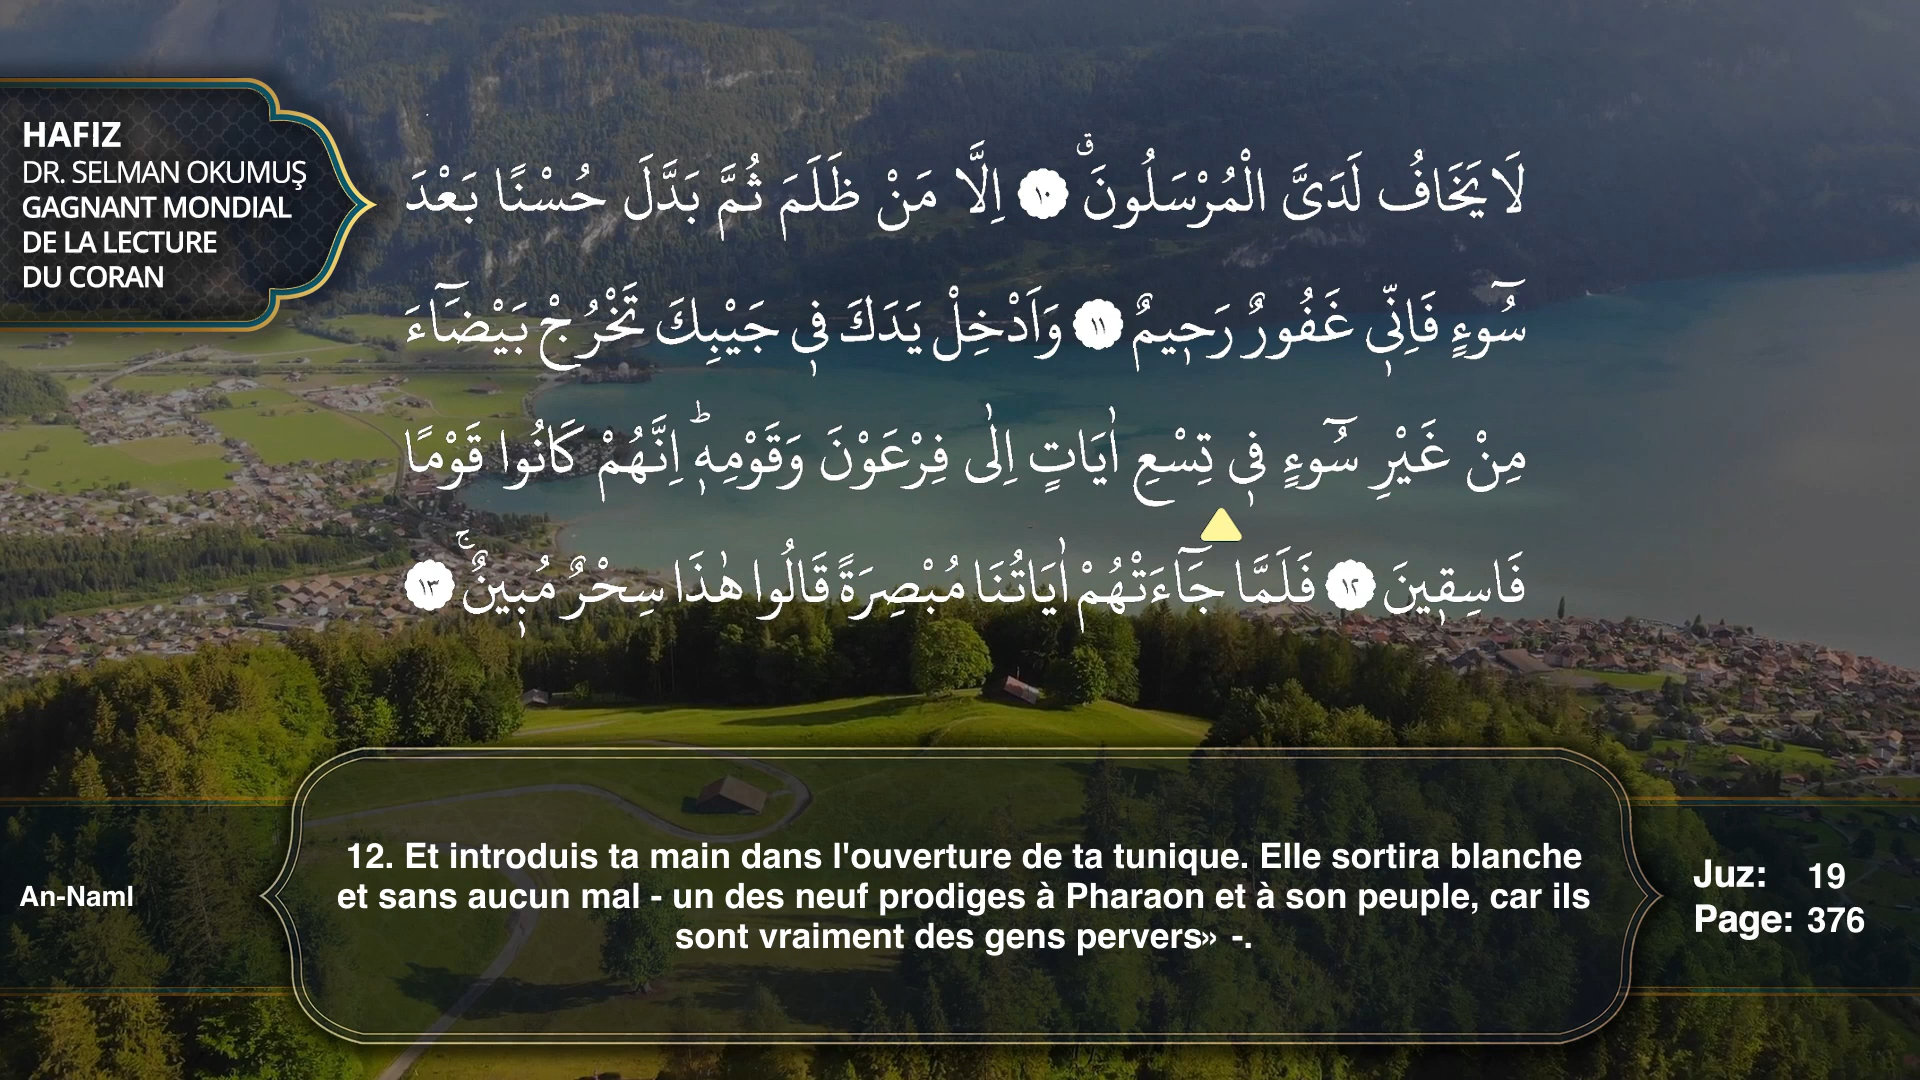 HAFIZ
DR. SELMAN OKUMUŞ
GAGNANT MONDIAL
DE LA LECTURE
DU CORAN
لَا يَخَافُ لَدَيَّ الْمُرْسَلُونَۗ ﴿١٠﴾ اِلَّا مَنْ ظَلَمَ ثُمَّ بَدَّلَ حُسْنًا بَعْدَ
سُٓوءٍ فَاِنّ۪ي غَفُورٌ رَح۪يمٌ ﴿١١﴾ وَاَدْخِلْ يَدَكَ ف۪ي جَيْبِكَ تَخْرُجْ بَيْضَٓاءَ
مِنْ غَيْرِ سُٓوءٍ ف۪ي تِسْعِ اٰيَاتٍ اِلٰى فِرْعَوْنَ وَقَوْمِه۪ۜ اِنَّهُمْ كَانُوا قَوْمًا
فَاسِق۪ينَ ﴿١٢﴾ فَلَمَّا جَٓاءَتْهُمْ اٰيَاتُنَا مُبْصِرَةً قَالُوا هٰذَا سِحْرٌ مُب۪ينٌۚ ﴿١٣﴾
12. Et introduis ta main dans l'ouverture de ta tunique. Elle sortira blanche
et sans aucun mal - un des neuf prodiges à Pharaon et à son peuple, car ils
sont vraiment des gens pervers» -.
An-Naml
Juz: 19
Page: 376